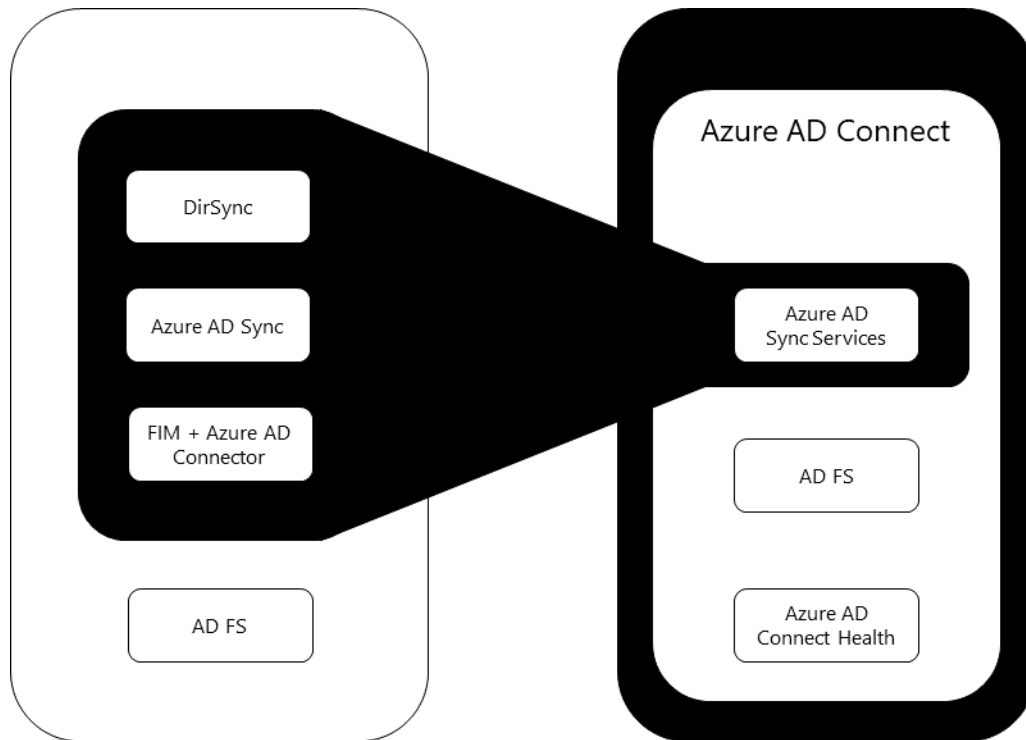 DirSync
Azure AD Sync
FIM + Azure AD
Connector
AD FS
Azure AD Connect
Azure AD
Sync Services
AD FS
Azure AD
Connect Health